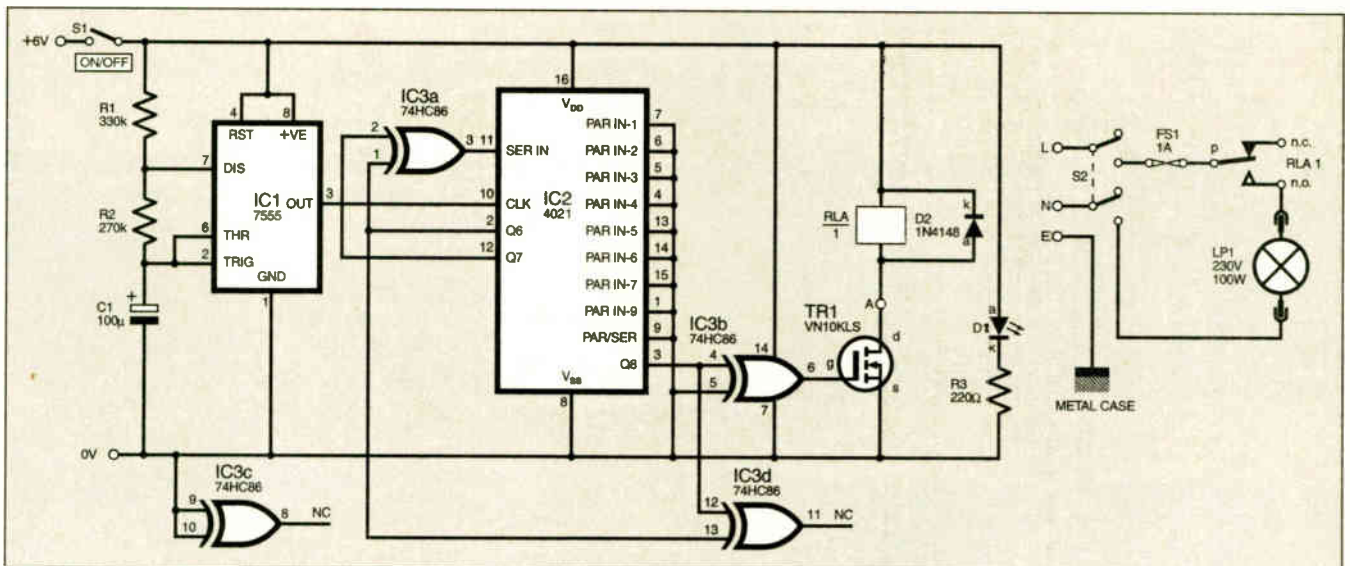 +6V
S1
ON/OFF
R1
330k
R2
270k
C1
100µ
+
0V
4
8
RST
+VE
7
DIS
IC1
7555
OUT
3
6
THR
2
TRIG
GND
1
IC3a
74HC86
2
1
3
11
SER IN
10
CLK
2
Q6
12
Q7
16
VDD
IC2
4021
PAR IN-1
7
PAR IN-2
6
PAR IN-3
5
PAR IN-4
4
PAR IN-5
13
PAR IN-6
14
PAR IN-7
15
PAR IN-9
1
PAR/SER
9
Q8
3
VSS
8
IC3b
74HC86
4
5
14
6
7
RLA
1
D2
1N4148
k
a
A
TR1
VN10KLS
d
g
s
a
D1
k
R3
220Ω
L
S2
N
E
FS1
1A
p
n.c.
RLA 1
n.o.
LP1
230V
100W
METAL CASE
IC3c
74HC86
9
10
8
NC
IC3d
74HC86
12
13
11
NC